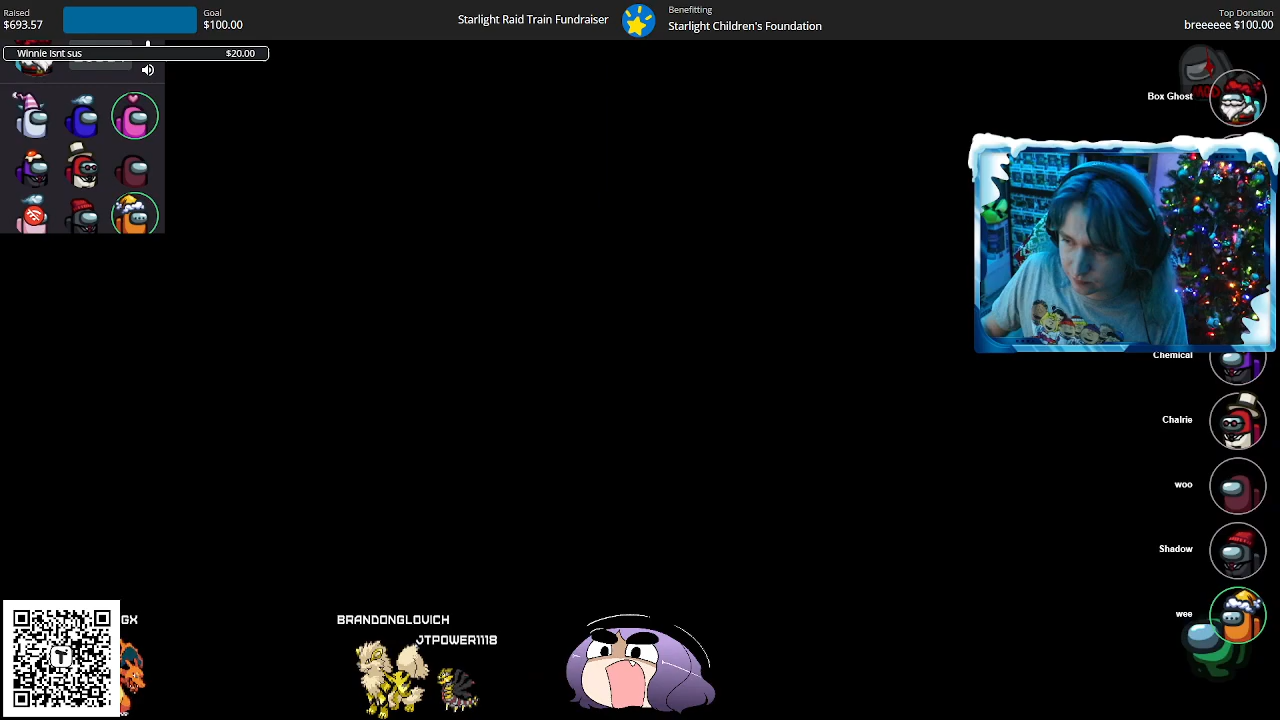 Raised
$693.57
Goal
$100.00
Starlight Raid Train Fundraiser
Benefitting
Starlight Children's Foundation
Top Donation
breeeeee $100.00
Winnie Isnt sus
$20.00
Box Ghost
Chemical
Chalrie
woo
Shadow
wee
GX
BRANDONGLOVICH
JTPOWER1118